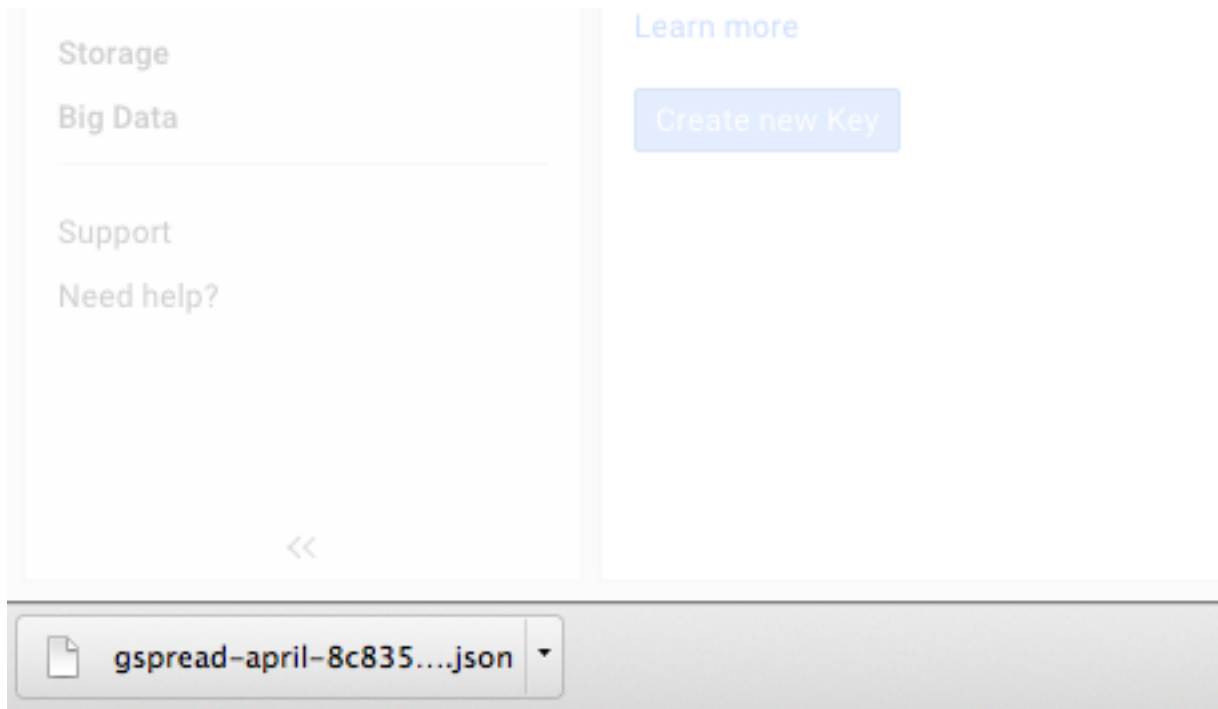 Storage
Big Data
Support
Need help?
Learn more
Create new Key
gspread-april-8c835....json